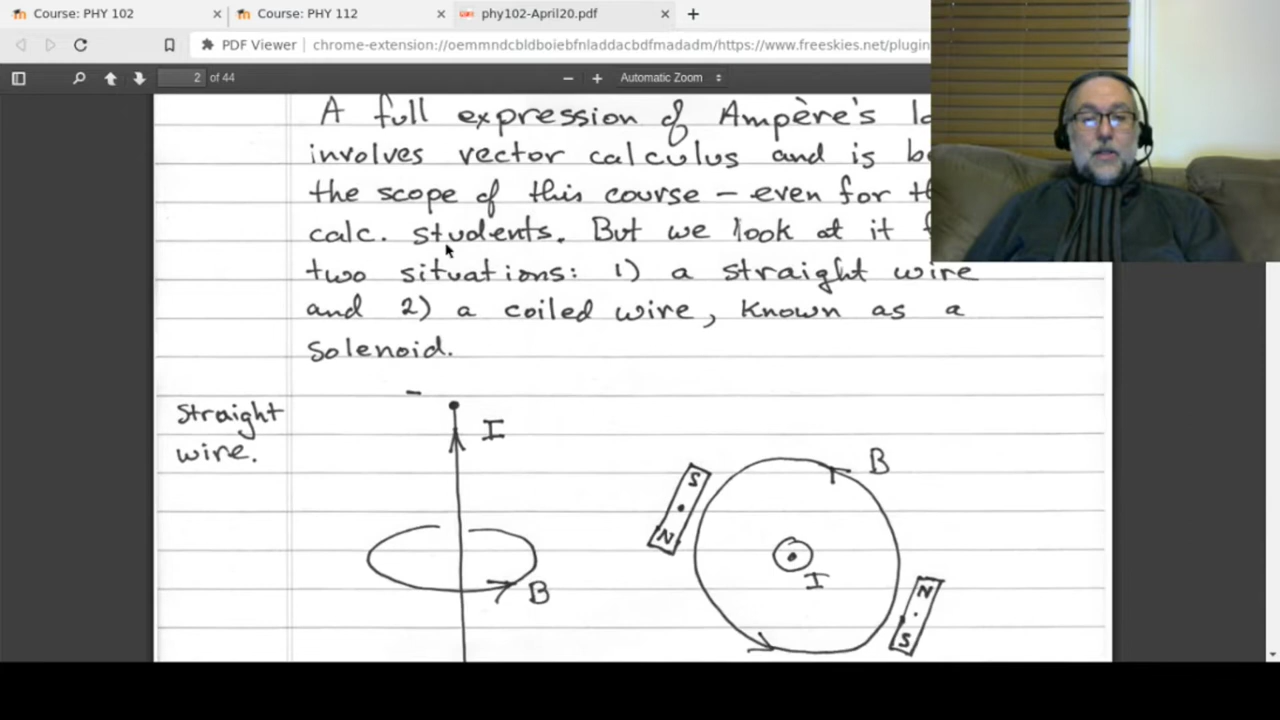 Course: PHY 102
Course: PHY 112
phy102-April20.pdf
PDF Viewer
chrome-extension://oemmndcbldboiebfnladdacbdfmadadm/https://www.freeskies.net/plugin
2 of 44
Automatic Zoom
A full expression of Ampère's
involves vector calculus and is
the scope of this course – even for
calc. students. But we look at it
two situations: 1) a straight wire
and 2) a coiled wire, known as a
solenoid.
Straight
wire.
I
B
B
S
N
I
N
S